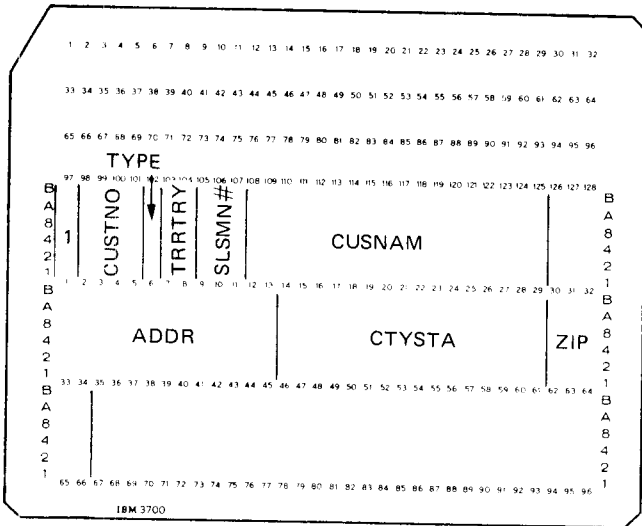 1 2 3 4 5 6 7 8 9 10 11 12 13 14 15 16 17 18 19 20 21 22 23 24 25 26 27 28 29 30 31 32
33 34 35 36 37 38 39 40 41 42 43 44 45 46 47 48 49 50 51 52 53 54 55 56 57 58 59 60 61 62 63 64
65 66 67 68 69 70 71 72 73 74 75 76 77 78 79 80 81 82 83 84 85 86 87 88 89 90 91 92 93 94 95 96
TYPE
97 98 99 100 101 102 103 104 105 106 107 108 109 110 111 112 113 114 115 116 117 118 119 120 121 122 123 124 125 126 127 128
B A 8 4 2 1
1 CUSTNO TRRTRY SLSMN# CUSNAM
B A 8 4 2 1
1 2 3 4 5 6 7 8 9 10 11 12 13 14 15 16 17 18 19 20 21 22 23 24 25 26 27 28 29 30 31 32
B A 8 4 2 1
ADDR CTYSTA ZIP
B A 8 4 2 1
33 34 35 36 37 38 39 40 41 42 43 44 45 46 47 48 49 50 51 52 53 54 55 56 57 58 59 60 61 62 63 64
B A 8 4 2 1
B A 8 4 2 1
65 66 67 68 69 70 71 72 73 74 75 76 77 78 79 80 81 82 83 84 85 86 87 88 89 90 91 92 93 94 95 96
IBM 3700